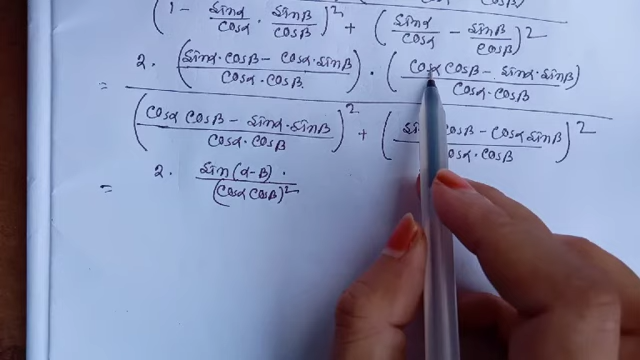 (1 - sinα/cosα · sinβ/cosβ)² + (sinα/cosα - sinβ/cosβ)²
= 2 · (sinα·cosβ - cosα·sinβ / cosα·cosβ) · (cosα cosβ - sinα·sinβ / cosα·cosβ)
(cosα cosβ - sinα·sinβ / cosα·cosβ)² + (cosβ - cosα sinβ / cosα·cosβ)²
= 2 · sin(α-β) · / (cosα cosβ)²